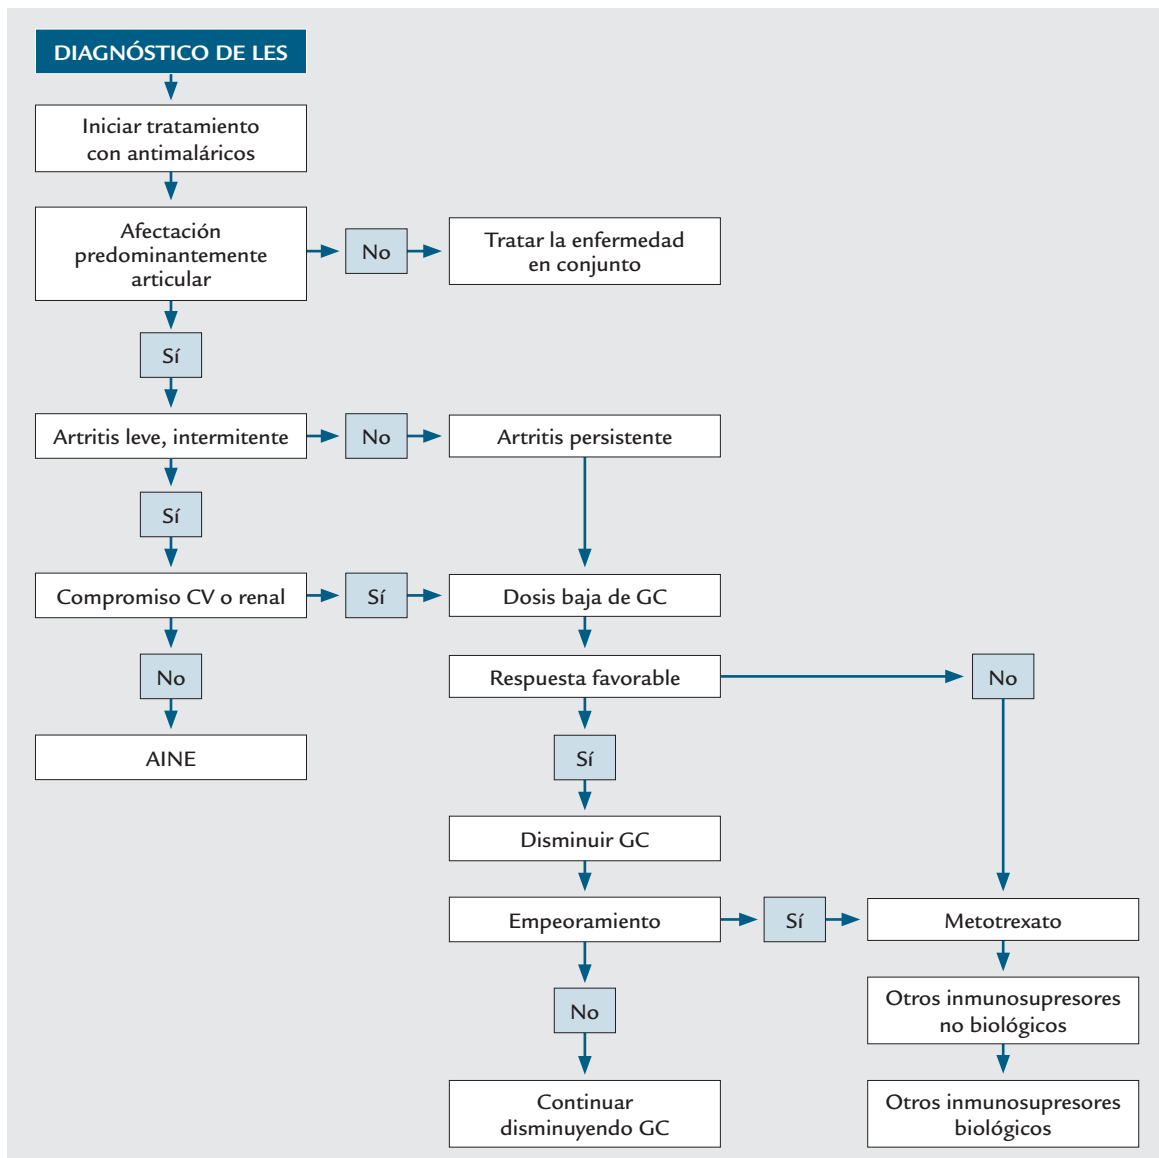 DIAGNÓSTICO DE LES
Iniciar tratamiento
con antimaláricos
Afectación
predominantemente
articular
No
Tratar la enfermedad
en conjunto
Sí
Artritis leve, intermitente
No
Artritis persistente
Sí
Compromiso CV o renal
Sí
Dosis baja de GC
No
Respuesta favorable
No
AINE
Sí
Disminuir GC
Empeoramiento
Sí
Metotrexato
No
Otros inmunosupresores
no biológicos
Continuar
disminuyendo GC
Otros inmunosupresores
biológicos